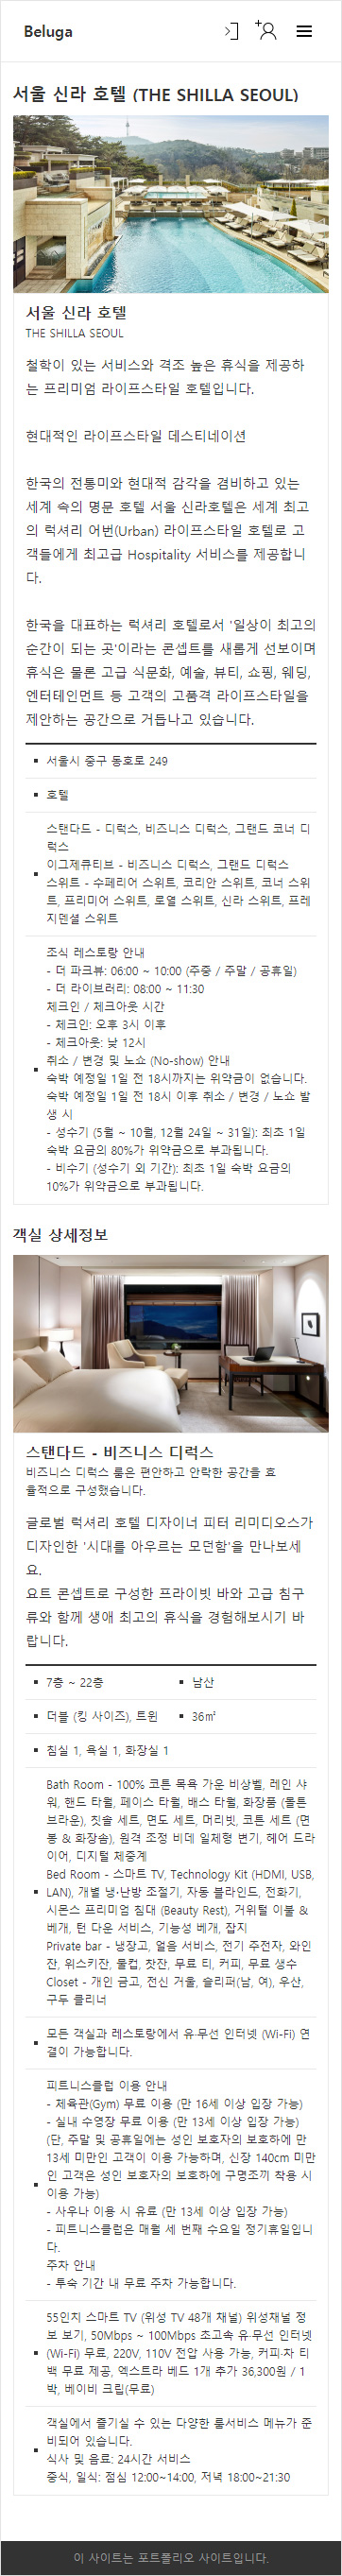 Beluga
서울 신라 호텔 (THE SHILLA SEOUL)
서울 신라 호텔
THE SHILLA SEOUL
철학이 있는 서비스와 격조 높은 휴식을 제공하
는 프리미엄 라이프스타일 호텔입니다.
현대적인 라이프스타일 데스티네이션
한국의 전통미와 현대적 감각을 겸비하고 있는
세계 속의 명문 호텔 서울 신라호텔은 세계 최고
의 럭셔리 어번(Urban) 라이프스타일 호텔로 고
객들에게 최고급 Hospitality 서비스를 제공합니
다.
한국을 대표하는 럭셔리 호텔로서 '일상이 최고의
순간이 되는 곳'이라는 콘셉트를 새롭게 선보이며
휴식은 물론 고급 식문화, 예술, 뷰티, 쇼핑, 웨딩,
엔터테인먼트 등 고객의 고품격 라이프스타일을
제안하는 공간으로 거듭나고 있습니다.
서울시 중구 동호로 249
호텔
스탠다드 - 디럭스, 비즈니스 디럭스, 그랜드 코너 디
럭스
이그제큐티브 - 비즈니스 디럭스, 그랜드 디럭스
스위트 - 수페리어 스위트, 코리안 스위트, 코너 스위
트, 프리미어 스위트, 로열 스위트, 신라 스위트, 프레
지덴셜 스위트
조식 레스토랑 안내
- 더 파크뷰: 06:00 ~ 10:00 (주중 / 주말 / 공휴일)
- 더 라이브러리: 08:00 ~ 11:30
체크인 / 체크아웃 시간
- 체크인: 오후 3시 이후
- 체크아웃: 낮 12시
취소 / 변경 및 노쇼 (No-show) 안내
숙박 예정일 1일 전 18시까지는 위약금이 없습니다.
숙박 예정일 1일 전 18시 이후 취소 / 변경 / 노쇼 발
생 시
- 성수기 (5월 ~ 10월, 12월 24일 ~ 31일): 최초 1일
숙박 요금의 80%가 위약금으로 부과됩니다.
- 비수기 (성수기 외 기간): 최초 1일 숙박 요금의
10%가 위약금으로 부과됩니다.
객실 상세정보
스탠다드 - 비즈니스 디럭스
비즈니스 디럭스 룸은 편안하고 안락한 공간을 효
율적으로 구성했습니다.
글로벌 럭셔리 호텔 디자이너 피터 리미디오스가
디자인한 '시대를 아우르는 모던함'을 만나보세
요.
요트 콘셉트로 구성한 프라이빗 바와 고급 침구
류와 함께 생애 최고의 휴식을 경험해보시기 바
랍니다.
7층 ~ 22층
남산
더블 (킹 사이즈), 트윈
36㎡
침실 1, 욕실 1, 화장실 1
Bath Room - 100% 코튼 목욕 가운 비상벨, 레인 샤
워, 핸드 타월, 페이스 타월, 배스 타월, 화장품 (몰튼
브라운), 칫솔 세트, 면도 세트, 머리빗, 코튼 세트 (면
봉 & 화장솜), 원격 조정 비데 일체형 변기, 헤어 드라
이어, 디지털 체중계
Bed Room - 스마트 TV, Technology Kit (HDMI, USB,
LAN), 개별 냉·난방 조절기, 자동 블라인드, 전화기,
시몬스 프리미엄 침대 (Beauty Rest), 거위털 이불 &
베개, 턴 다운 서비스, 기능성 베개, 잡지
Private bar - 냉장고, 얼음 서비스, 전기 주전자, 와인
잔, 위스키잔, 물컵, 찻잔, 무료 티, 커피, 무료 생수
Closet - 개인 금고, 전신 거울, 슬리퍼(남, 여), 우산,
구두 클리너
모든 객실과 레스토랑에서 유·무선 인터넷 (Wi-Fi) 연
결이 가능합니다.
피트니스클럽 이용 안내
- 체육관(Gym) 무료 이용 (만 16세 이상 입장 가능)
- 실내 수영장 무료 이용 (만 13세 이상 입장 가능)
(단, 주말 및 공휴일에는 성인 보호자의 보호하에 만
13세 미만인 고객이 이용 가능하며, 신장 140cm 미만
인 고객은 성인 보호자의 보호하에 구명조끼 착용 시
이용 가능)
- 사우나 이용 시 유료 (만 13세 이상 입장 가능)
- 피트니스클럽은 매월 세 번째 수요일 정기휴일입니
다.
주차 안내
- 투숙 기간 내 무료 주차 가능합니다.
55인치 스마트 TV (위성 TV 48개 채널) 위성채널 정
보 보기, 50Mbps ~ 100Mbps 초고속 유·무선 인터넷
(Wi-Fi) 무료, 220V, 110V 전압 사용 가능, 커피·차 티
백 무료 제공, 엑스트라 베드 1개 추가 36,300원 / 1
박, 베이비 크립(무료)
객실에서 즐기실 수 있는 다양한 룸서비스 메뉴가 준
비되어 있습니다.
식사 및 음료: 24시간 서비스
중식, 일식: 점심 12:00~14:00, 저녁 18:00~21:30
이 사이트는 포트폴리오 사이트입니다.